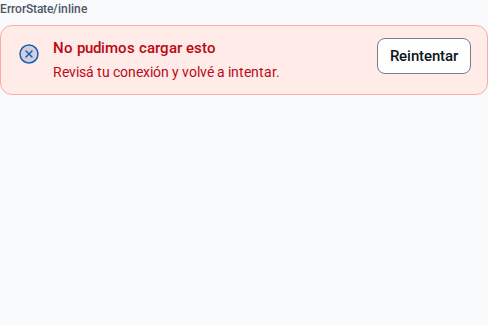 ErrorState/inline
No pudimos cargar esto
Revisá tu conexión y volvé a intentar.
Reintentar